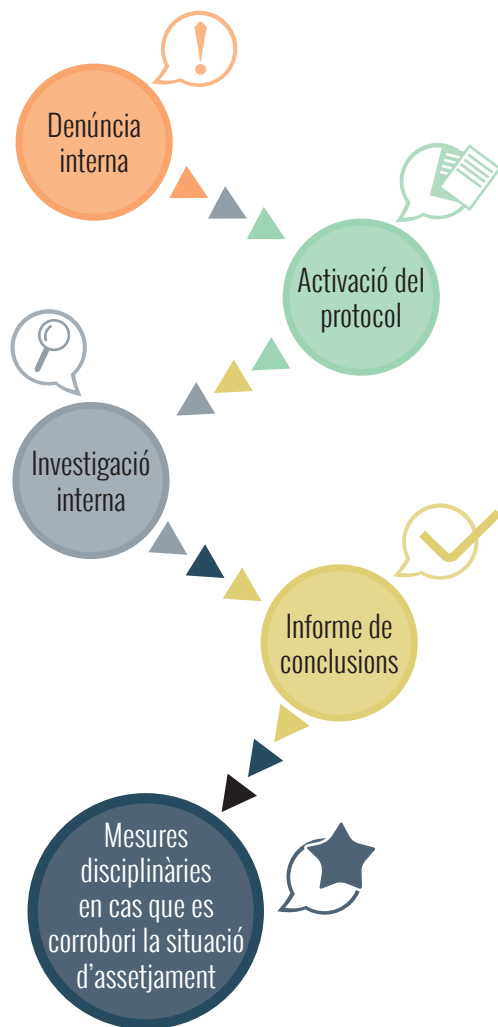 Denúncia
interna
Activació del
protocol
Investigació
interna
Informe de
conclusions
Mesures
disciplinàries
en cas que es
corrobori la situació
d’assetjament